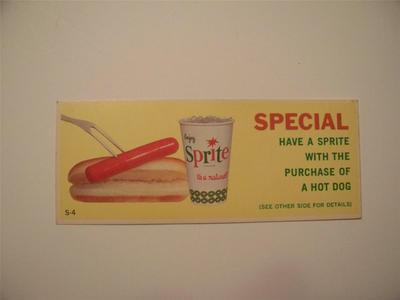 SPECIAL
HAVE A SPRITE
WITH THE
PURCHASE OF
A HOT DOG
(SEE OTHER SIDE FOR DETAILS)
Enjoy
Sprite
It's a natural!
S-4